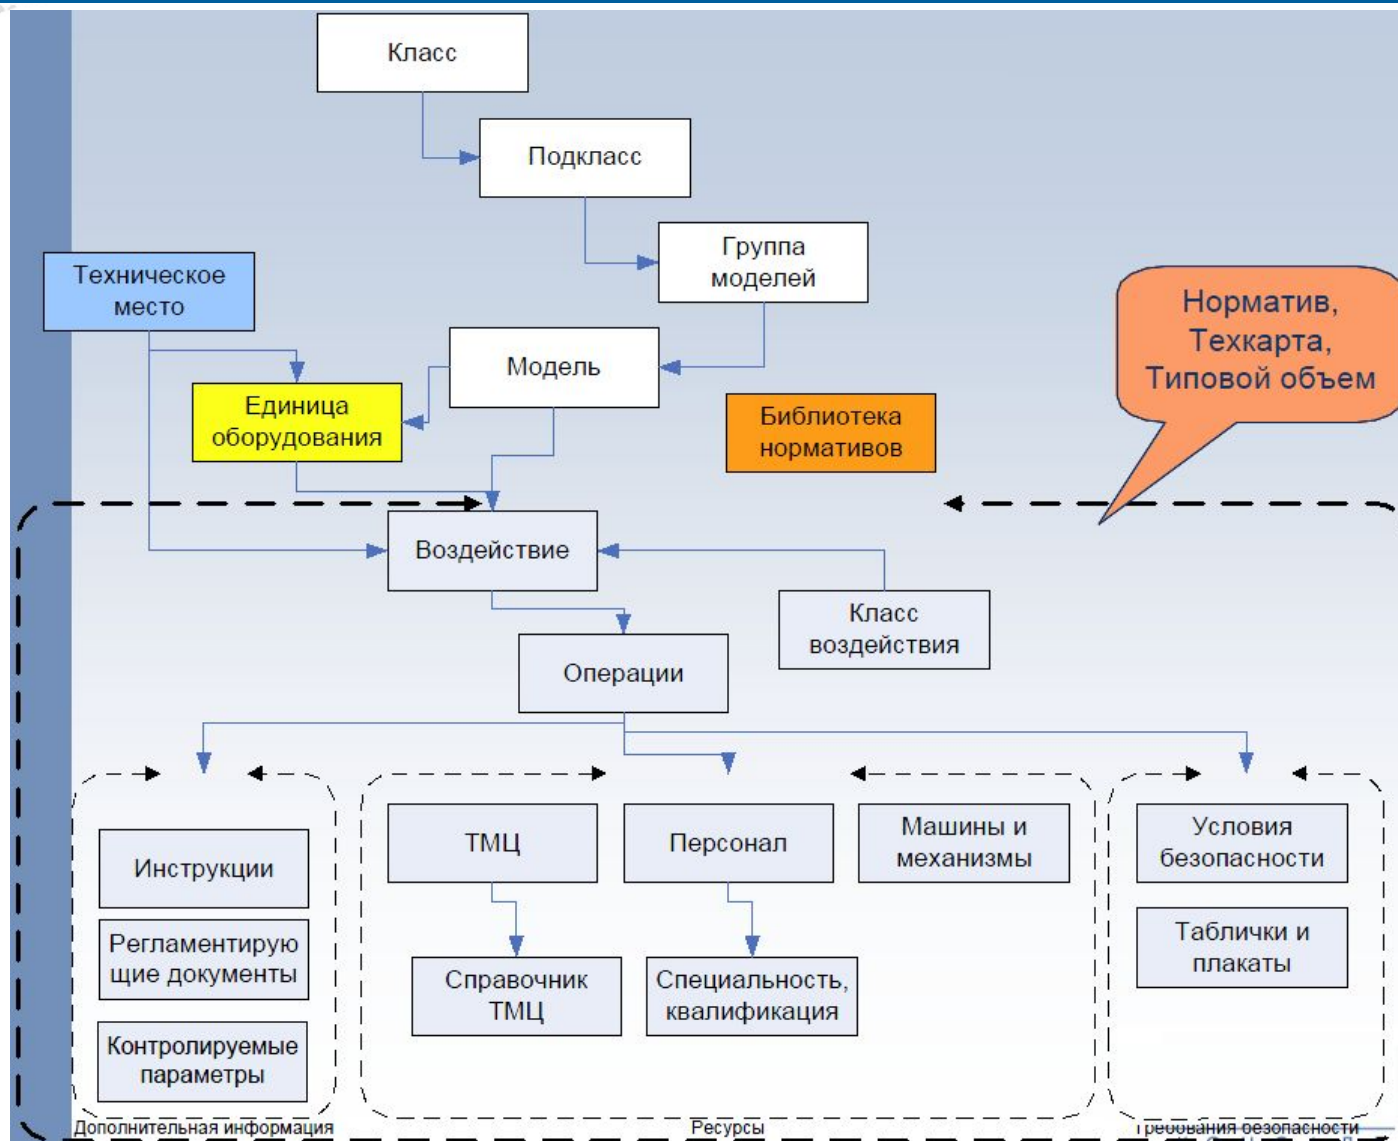 Класс
Подкласс
Группа
моделей
Техническое
место
Норматив,
Техкарта,
Типовой объем
Модель
Единица
оборудования
Библиотека
нормативов
Воздействие
Класс
воздействия
Операции
ТМЦ
Персонал
Машины и
механизмы
Условия
безопасности
Инструкции
Регламентирую
щие документы
Таблички и
плакаты
Справочник
ТМЦ
Специальность,
квалификация
Контролируемые
параметры
Дополнительная информация
Ресурсы
Требования безопасности